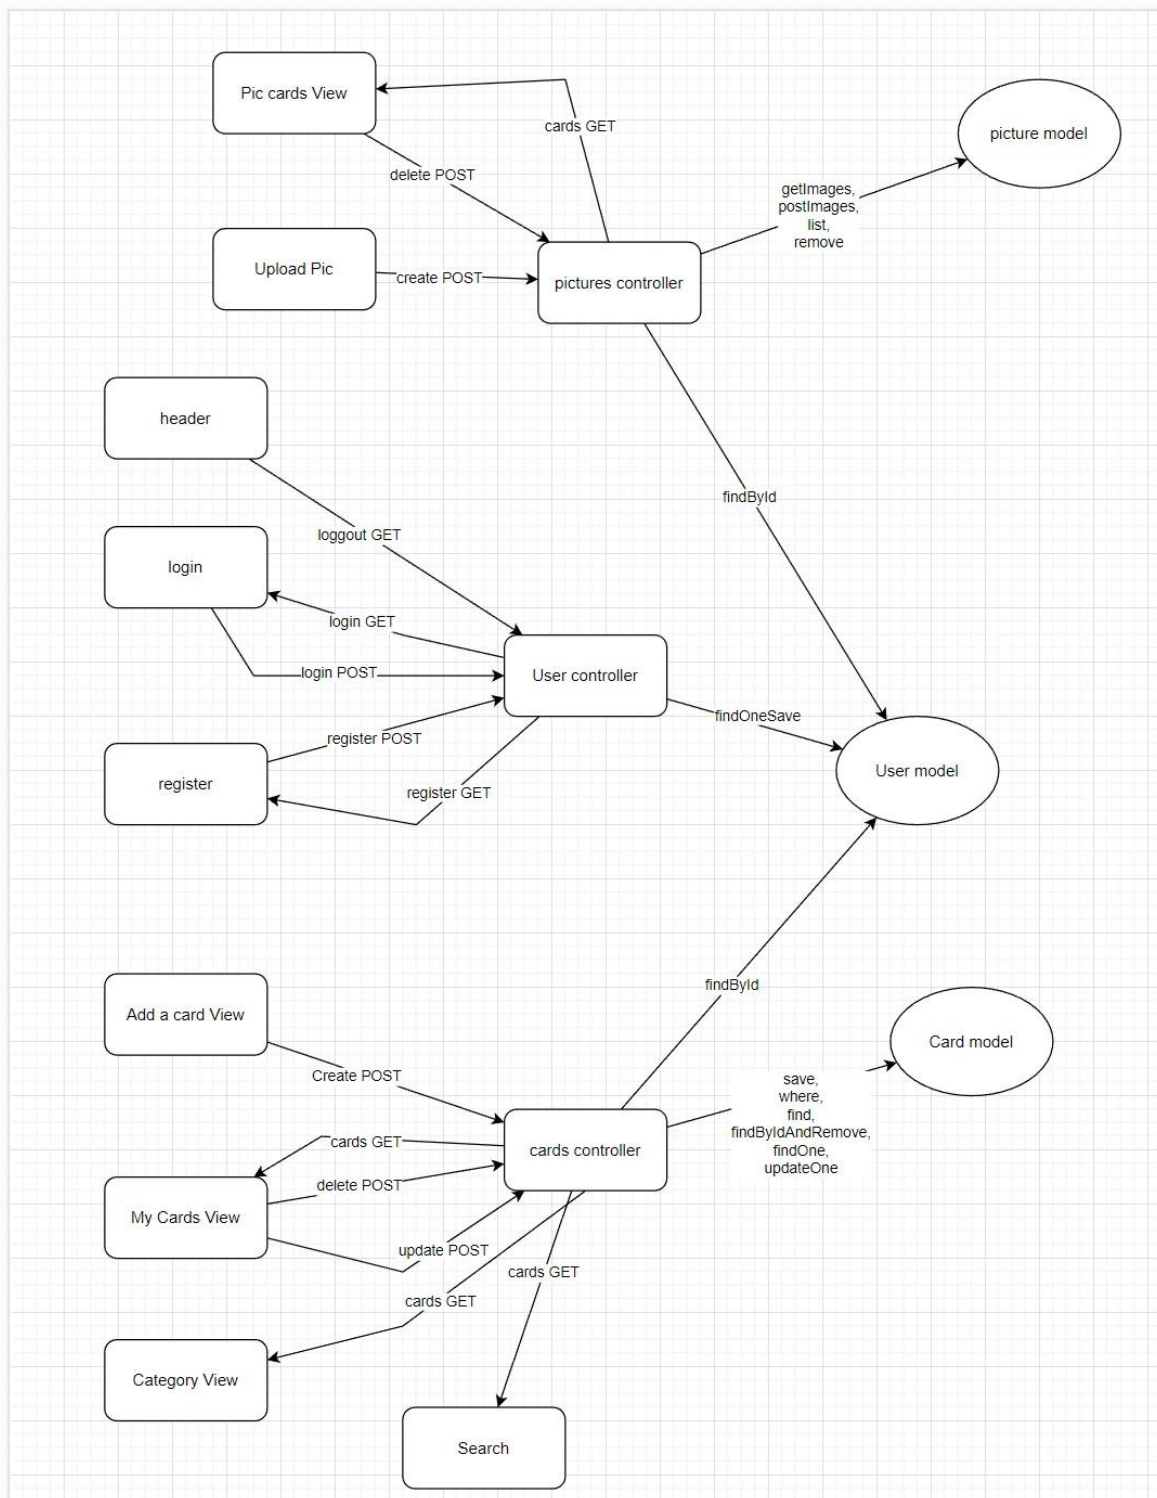 Pic cards View
cards GET
picture model
delete POST
getImages,
postImages,
list,
remove
Upload Pic
create POST
pictures controller
header
findById
loggout GET
login
login GET
login POST
User controller
findOneSave
register POST
register
register GET
User model
findById
Add a card View
Card model
Create POST
save,
where,
find,
findByIdAndRemove,
findOne,
updateOne
cards GET
cards controller
delete POST
My Cards View
update POST
cards GET
cards GET
Category View
Search